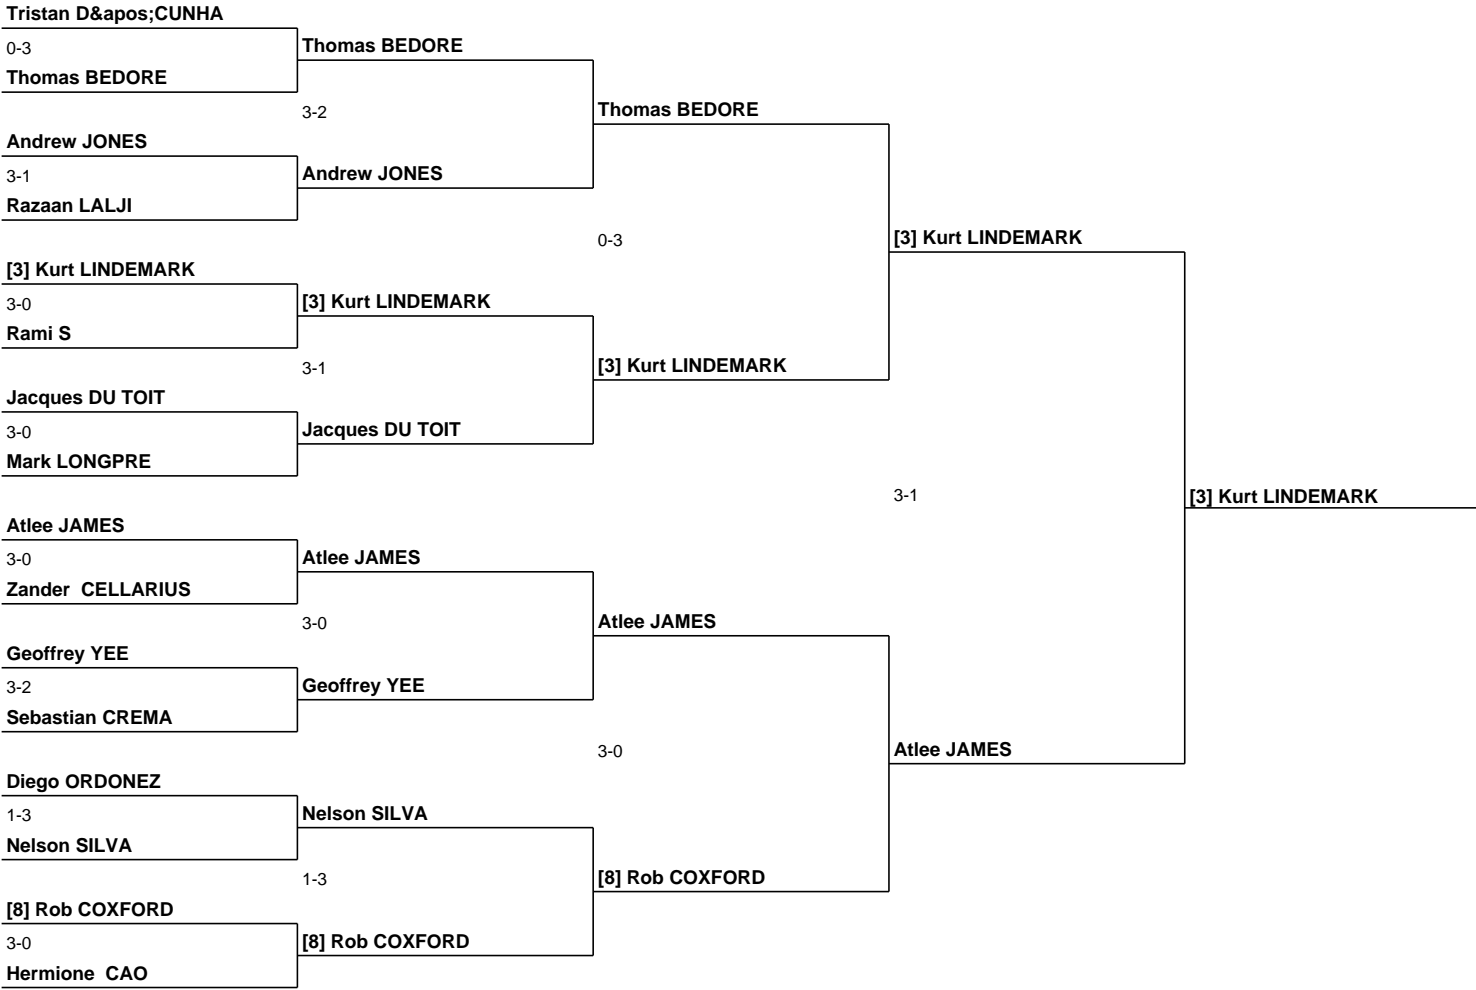 Tristan D&apos;CUNHA
0-3
Thomas BEDORE
Thomas BEDORE
3-2
Thomas BEDORE
Andrew JONES
3-1
Razaan LALJI
Andrew JONES
0-3
[3] Kurt LINDEMARK
[3] Kurt LINDEMARK
3-0
Rami S
[3] Kurt LINDEMARK
3-1
[3] Kurt LINDEMARK
Jacques DU TOIT
3-0
Mark LONGPRE
Jacques DU TOIT
3-1
[3] Kurt LINDEMARK
Atlee JAMES
3-0
Zander  CELLARIUS
Atlee JAMES
3-0
Atlee JAMES
Geoffrey YEE
3-2
Sebastian CREMA
Geoffrey YEE
3-0
Atlee JAMES
Diego ORDONEZ
1-3
Nelson SILVA
Nelson SILVA
1-3
[8] Rob COXFORD
[8] Rob COXFORD
3-0
Hermione  CAO
[8] Rob COXFORD